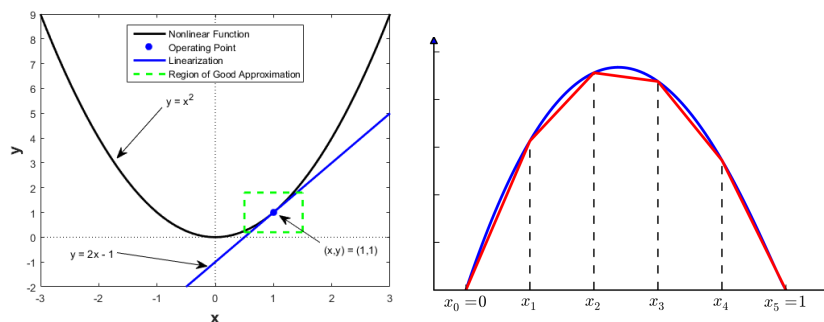 Nonlinear Function
Operating Point
Linearization
Region of Good Approximation
y = x²
y = 2x - 1
(x,y) = (1,1)
9
8
7
6
5
4
3
2
1
0
-1
-2
-3 -2 -1 0 1 2 3
x
y
x₀=0 x₁ x₂ x₃ x₄ x₅=1